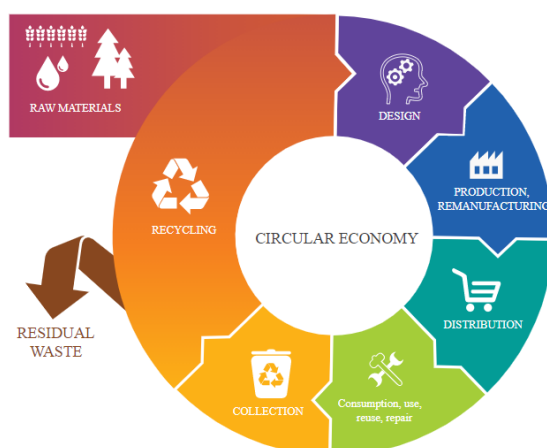 RAW MATERIALS
DESIGN
PRODUCTION,
REMANUFACTURING
RECYCLING
CIRCULAR ECONOMY
DISTRIBUTION
RESIDUAL
WASTE
COLLECTION
Consumption, use,
reuse, repair